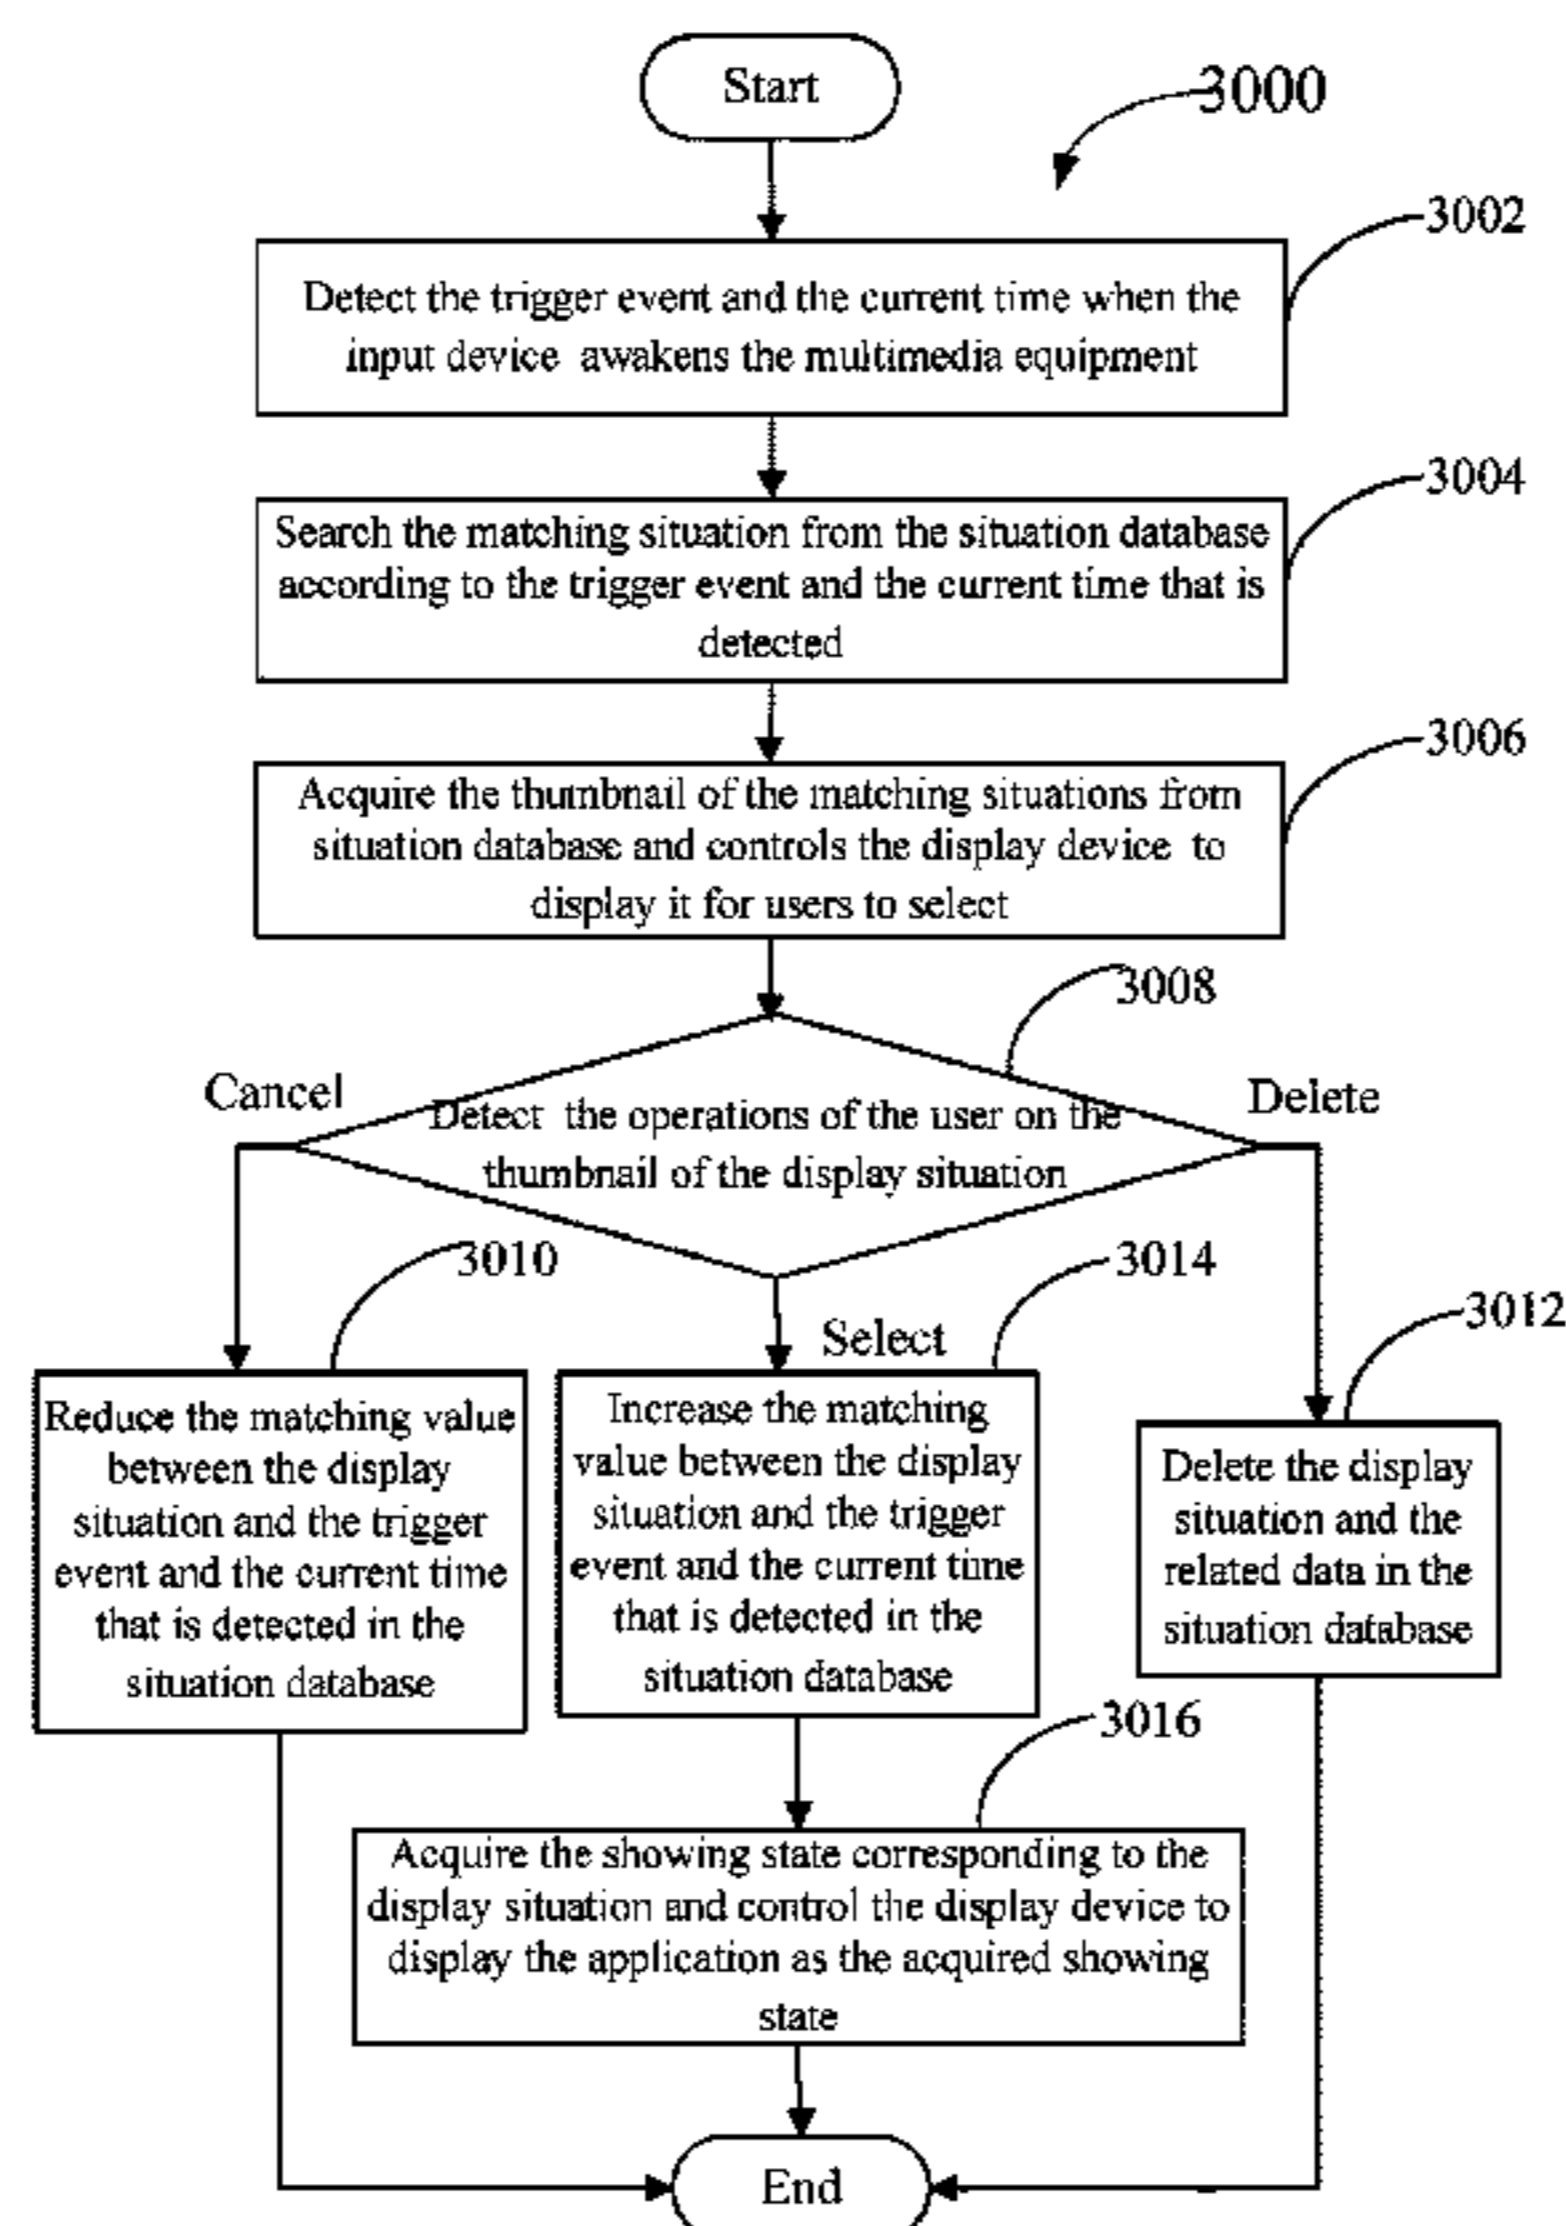 Start
3000
3002
Detect the trigger event and the current time when the
input device awakens the multimedia equipment
3004
Search the matching situation from the situation database
according to the trigger event and the current time that is
detected
3006
Acquire the thumbnail of the matching situations from
situation database and controls the display device to
display it for users to select
3008
Cancel
Delete
Detect the operations of the user on the
thumbnail of the display situation
3010
3014
3012
Select
Reduce the matching value
between the display
situation and the trigger
event and the current time
that is detected in the
situation database
Increase the matching
value between the display
situation and the trigger
event and the current time
that is detected in the
situation database
Delete the display
situation and the
related data in the
situation database
3016
Acquire the showing state corresponding to the
display situation and control the display device to
display the application as the acquired showing
state
End